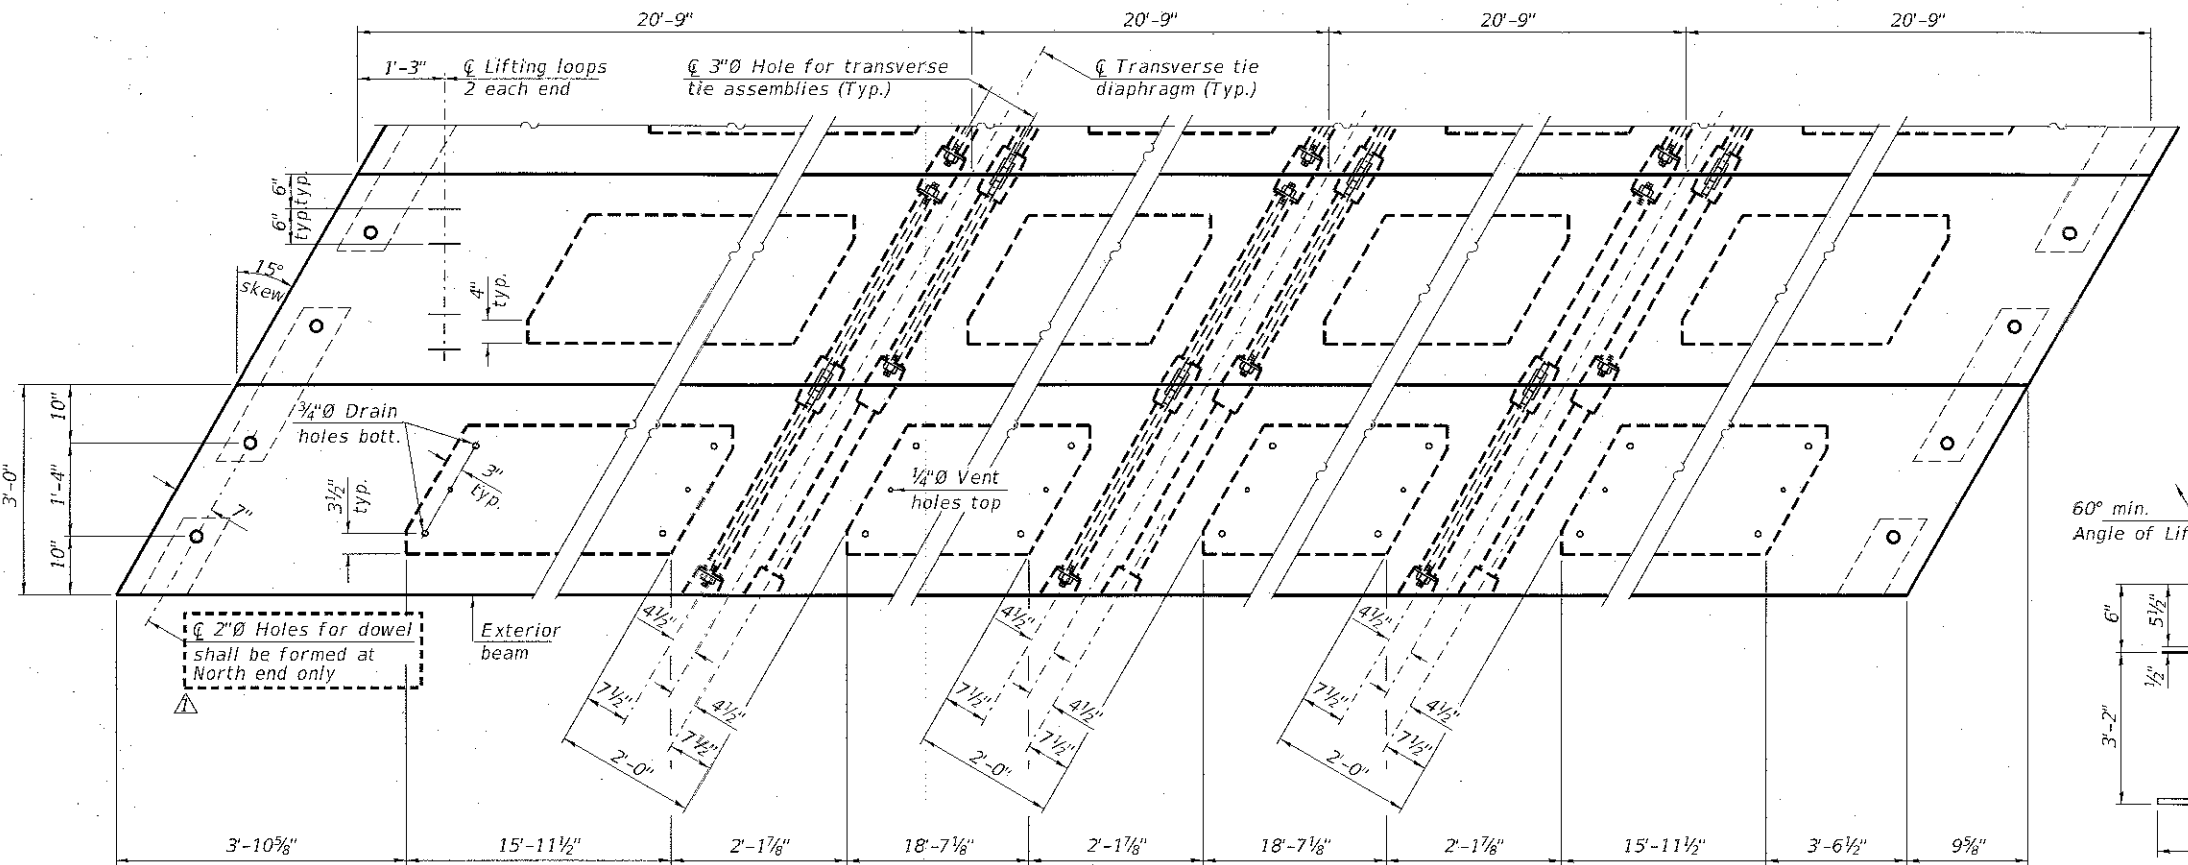 20'-9"
20'-9"
20'-9"
20'-9"
1'-3"
℄ Lifting loops
2 each end
℄ 3"Ø Hole for transverse
tie assemblies (Typ.)
℄ Transverse tie
diaphragm (Typ.)
6"
typ.
6"
typ.
15°
skew
4"
typ.
3'-0"
10"
1'-4"
10"
¾"Ø Drain
holes bott.
3"
typ.
3½"
typ.
7"
¼"Ø Vent
holes top
60° min.
Angle of Lif
℄ 2"Ø Holes for dowel
shall be formed at
North end only
1
Exterior
beam
4½"
7½"
4½"
7½"
2'-0"
4½"
7½"
4½"
7½"
2'-0"
4½"
7½"
4½"
7½"
2'-0"
6"
5½"
½"
3'-2"
3'-10⅝"
15'-11½"
2'-1⅞"
18'-7⅛"
2'-1⅞"
18'-7⅛"
2'-1⅞"
15'-11½"
3'-6½"
9⅝"